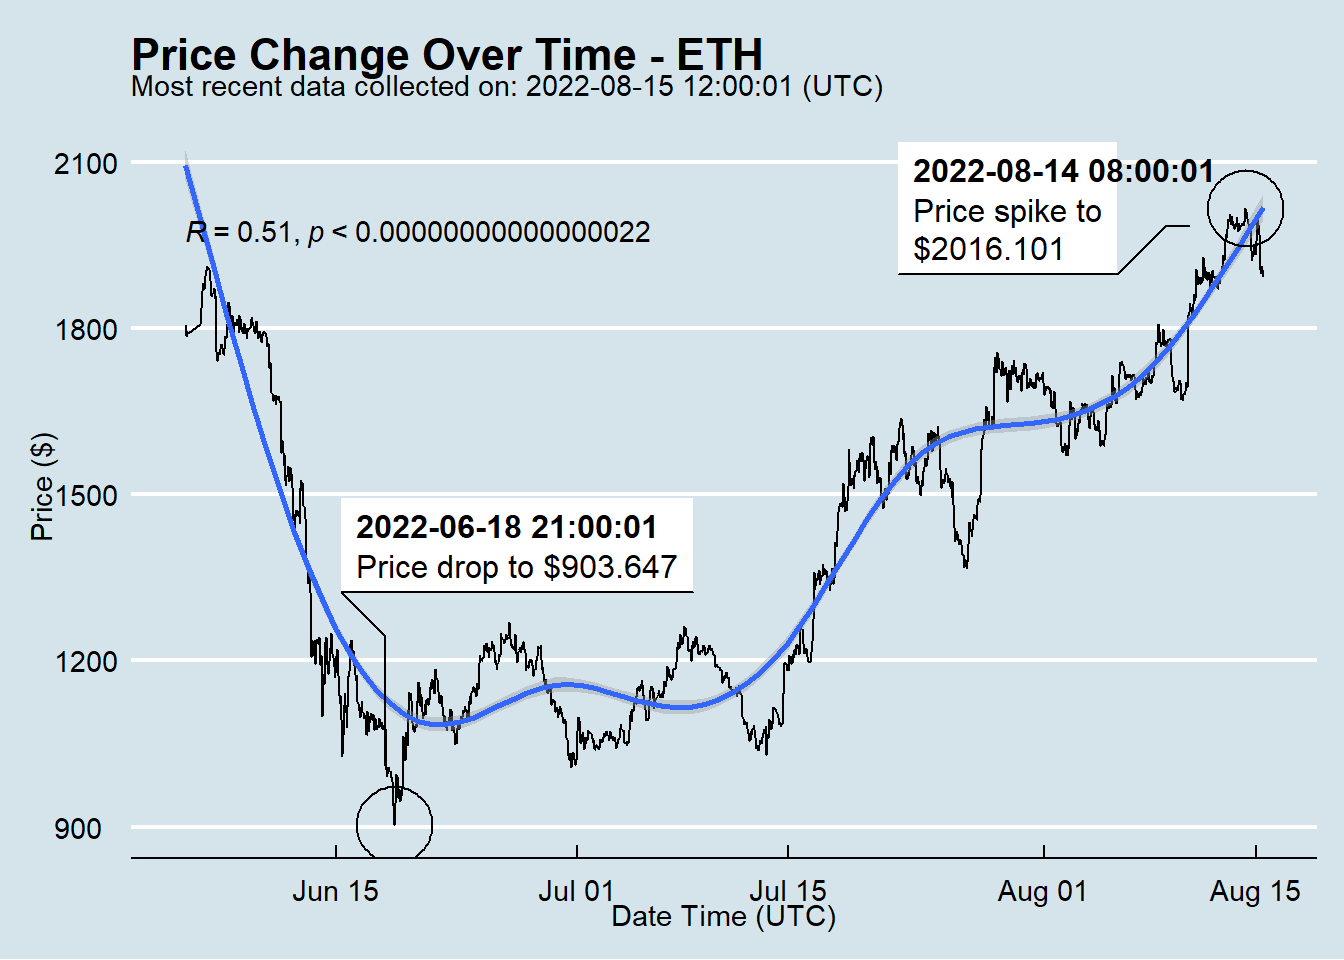 Price Change Over Time - ETH
Most recent data collected on: 2022-08-15 12:00:01 (UTC)
2100
1800
1500
1200
900
Price ($)
R = 0.51, p < 0.00000000000000022
2022-08-14 08:00:01
Price spike to
$2016.101
2022-06-18 21:00:01
Price drop to $903.647
Jun 15
Jul 01
Jul 15
Aug 01
Aug 15
Date Time (UTC)